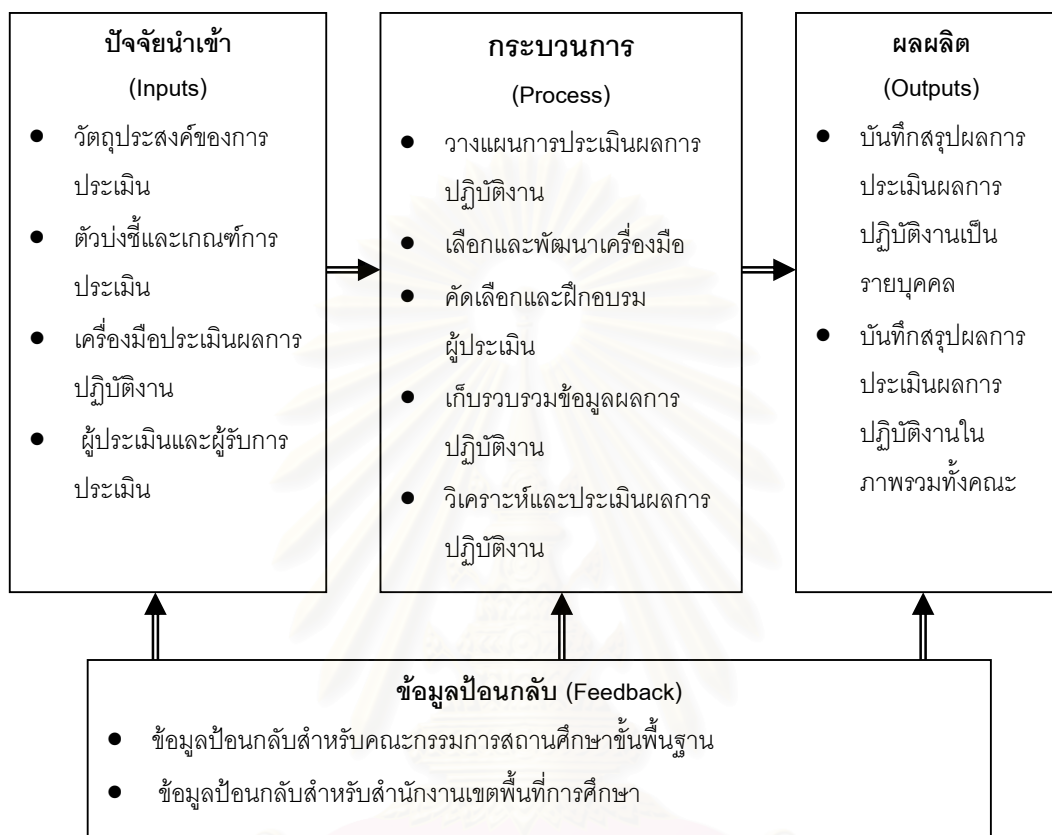 ปัจจัยนำเข้า
(Inputs)
● วัตถุประสงค์ของการ
ประเมิน
● ตัวบ่งชี้และเกณฑ์การ
ประเมิน
● เครื่องมือประเมินผลการ
ปฏิบัติงาน
● ผู้ประเมินและผู้รับการ
ประเมิน
กระบวนการ
(Process)
● วางแผนการประเมินผลการ
ปฏิบัติงาน
● เลือกและพัฒนาเครื่องมือ
● คัดเลือกและฝึกอบรม
ผู้ประเมิน
● เก็บรวบรวมข้อมูลผลการ
ปฏิบัติงาน
● วิเคราะห์และประเมินผลการ
ปฏิบัติงาน
ผลผลิต
(Outputs)
● บันทึกสรุปผลการ
ประเมินผลการ
ปฏิบัติงานเป็น
รายบุคคล
● บันทึกสรุปผลการ
ประเมินผลการ
ปฏิบัติงานใน
ภาพรวมทั้งคณะ
ข้อมูลป้อนกลับ (Feedback)
● ข้อมูลป้อนกลับสำหรับคณะกรรมการสถานศึกษาขั้นพื้นฐาน
● ข้อมูลป้อนกลับสำหรับสำนักงานเขตพื้นที่การศึกษา